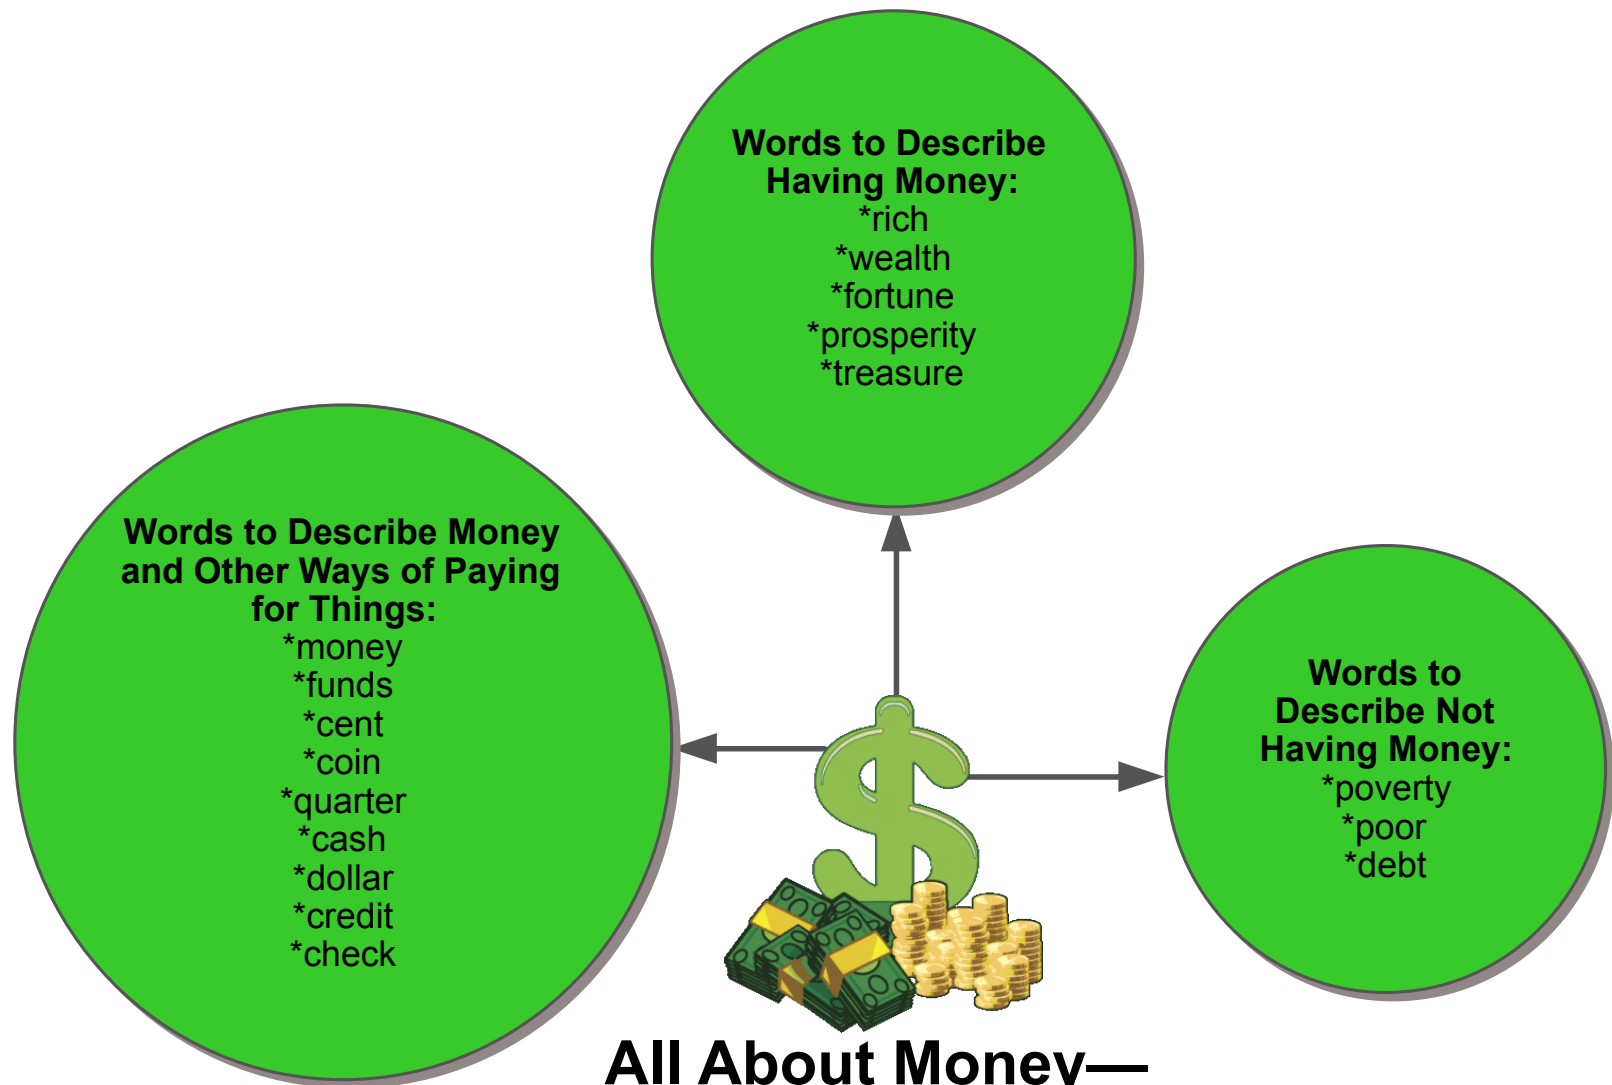 Words to Describe
Having Money:
*rich
*wealth
*fortune
*prosperity
*treasure
Words to Describe Money
and Other Ways of Paying
for Things:
*money
*funds
*cent
*coin
*quarter
*cash
*dollar
*credit
*check
Words to
Describe Not
Having Money:
*poverty
*poor
*debt
All About Money—